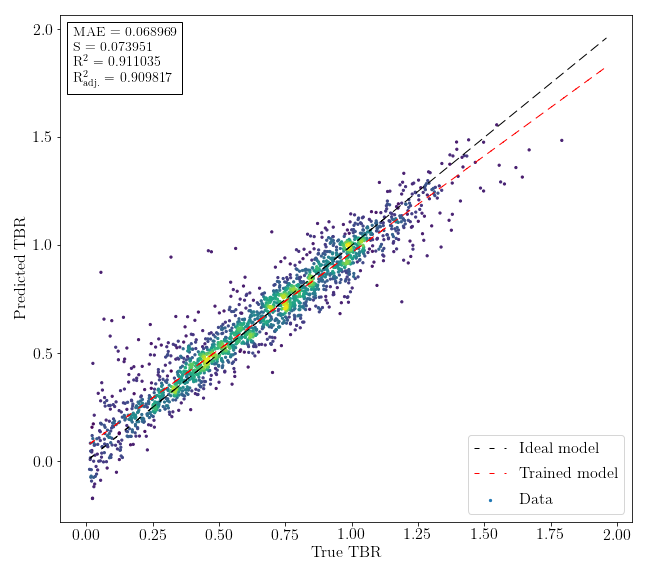 MAE = 0.068969
S = 0.073951
R² = 0.911035
R²adj. = 0.909817
2.0
1.5
1.0
0.5
0.0
Predicted TBR
Ideal model
Trained model
Data
0.00 0.25 0.50 0.75 1.00 1.25 1.50 1.75 2.00
True TBR